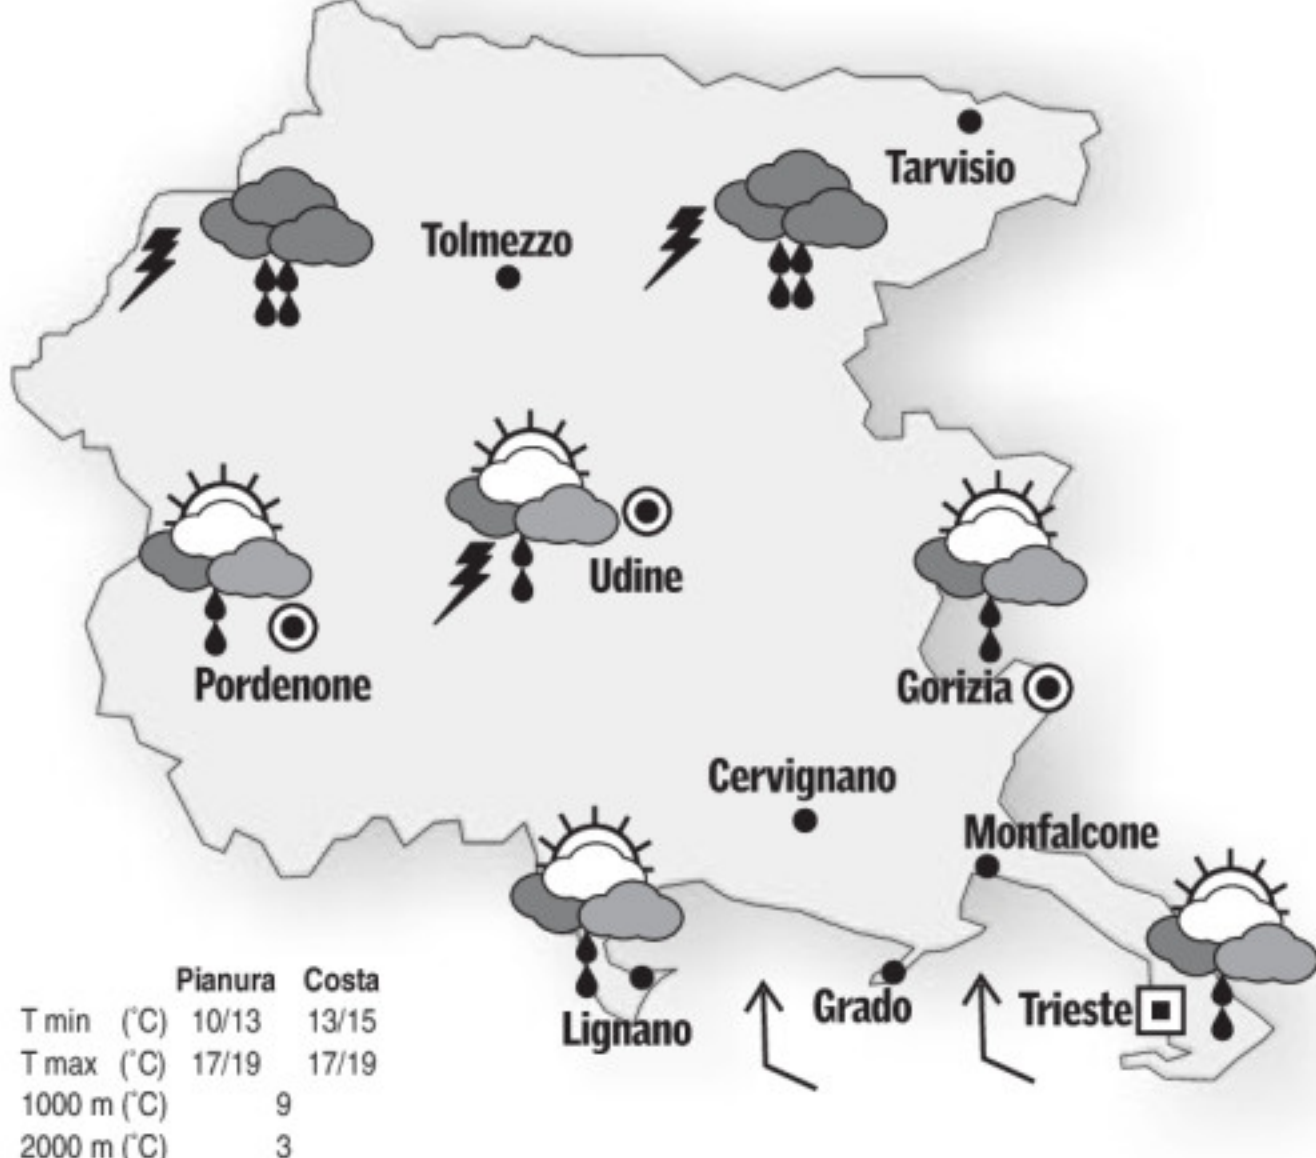 Tarvisio
Tolmezzo
Udine
Pordenone
Gorizia
Cervignano
Monfalcone
Grado
Trieste
Lignano
Pianura Costa
T min (°C) 10/13 13/15
T max (°C) 17/19 17/19
1000 m (°C) 9
2000 m (°C) 3